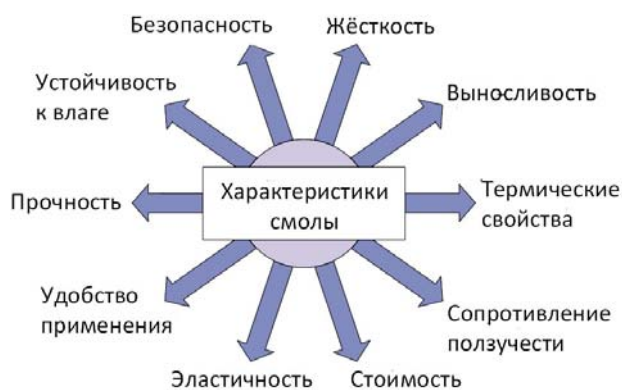 Безопасность
Жёсткость
Устойчивость
к влаге
Выносливость
Прочность
Характеристики
смолы
Термические
свойства
Удобство
применения
Сопротивление
ползучести
Эластичность
Стоимость